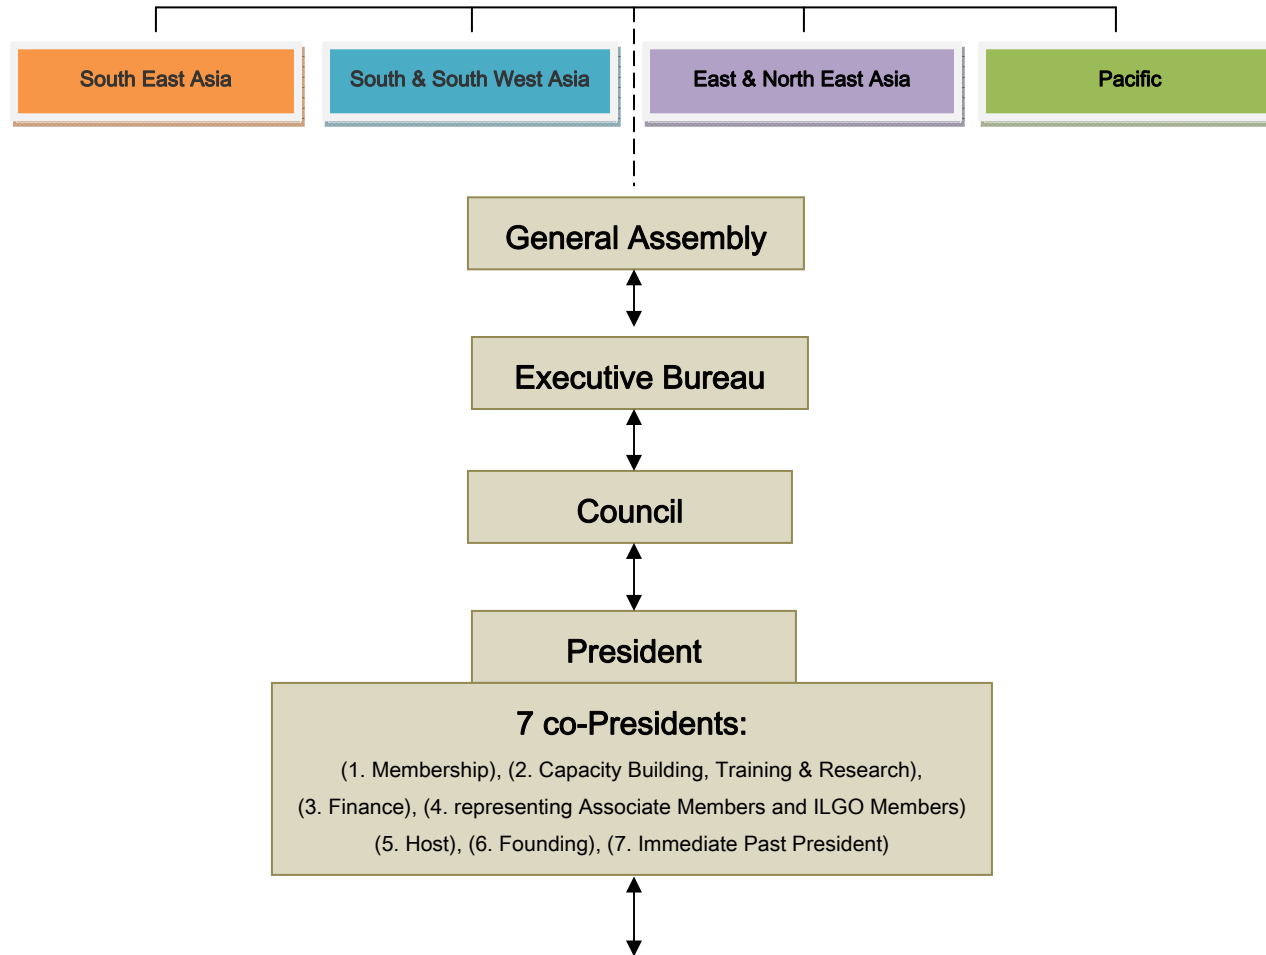 South East Asia
South & South West Asia
East & North East Asia
Pacific
General Assembly
Executive Bureau
Council
President
7 co-Presidents:
(1. Membership), (2. Capacity Building, Training & Research),
(3. Finance), (4. representing Associate Members and ILGO Members)
(5. Host), (6. Founding), (7. Immediate Past President)